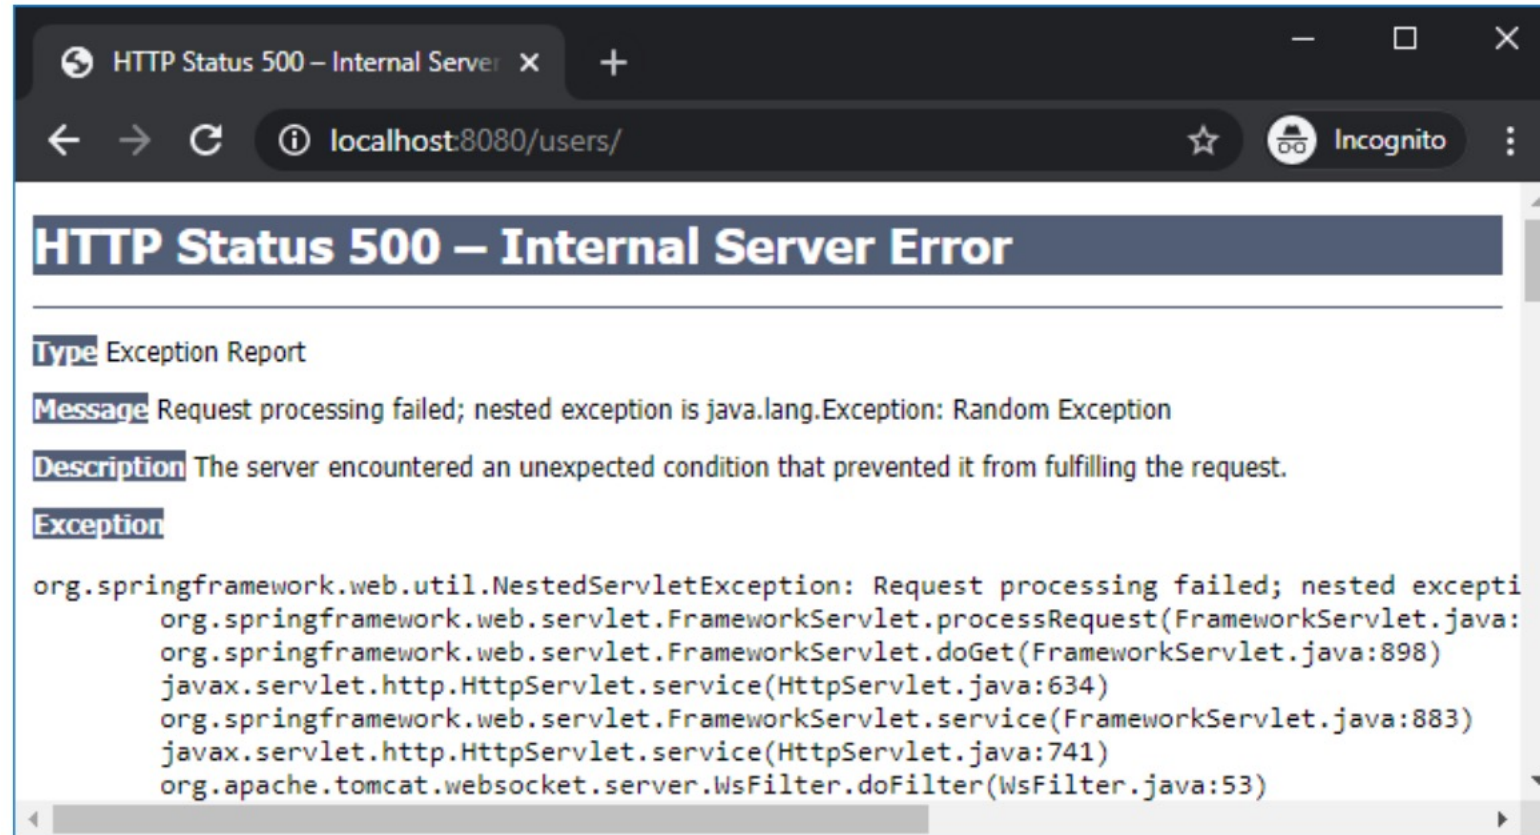 HTTP Status 500 – Internal Server
localhost:8080/users/
Incognito
HTTP Status 500 – Internal Server Error
Type Exception Report
Message Request processing failed; nested exception is java.lang.Exception: Random Exception
Description The server encountered an unexpected condition that prevented it from fulfilling the request.
Exception
org.springframework.web.util.NestedServletException: Request processing failed; nested excepti
org.springframework.web.servlet.FrameworkServlet.processRequest(FrameworkServlet.java:
org.springframework.web.servlet.FrameworkServlet.doGet(FrameworkServlet.java:898)
javax.servlet.http.HttpServlet.service(HttpServlet.java:634)
org.springframework.web.servlet.FrameworkServlet.service(FrameworkServlet.java:883)
javax.servlet.http.HttpServlet.service(HttpServlet.java:741)
org.apache.tomcat.websocket.server.WsFilter.doFilter(WsFilter.java:53)